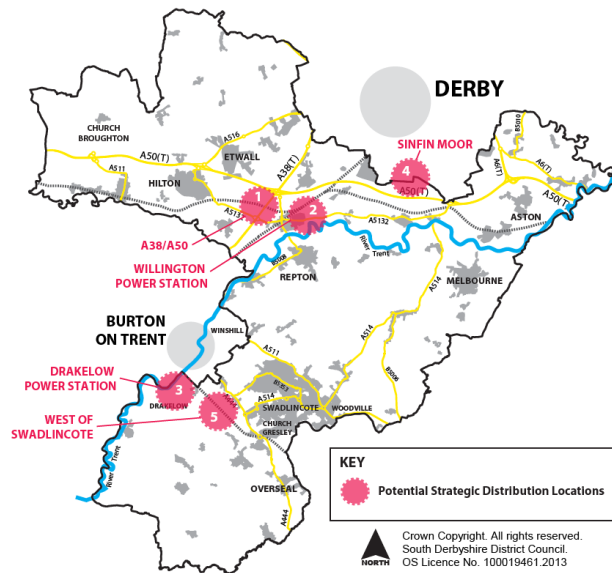 DERBY
SINFIN MOOR
4
CHURCH
BROUGHTON
A50(T)
A516
A511
ETWALL
A38(T)
HILTON
1
A50(T)
B5010
A6(T)
A6(T)
A50(T)
ASTON
2
A5132
A38/A50
WILLINGTON
POWER STATION
B5008
REPTON
River
Trent
A514
MELBOURNE
BURTON
ON TRENT
WINSHILL
A511
A514
B5006
DRAKELOW
POWER STATION
3
DRAKELOW
WEST OF
SWADLINCOTE
5
A514
SWADLINCOTE
WOODVILLE
CHURCH
GRESLEY
River Trent
OVERSEAL
A444
KEY
Potential Strategic Distribution Locations
NORTH
Crown Copyright. All rights reserved.
South Derbyshire District Council.
OS Licence No. 100019461.2013